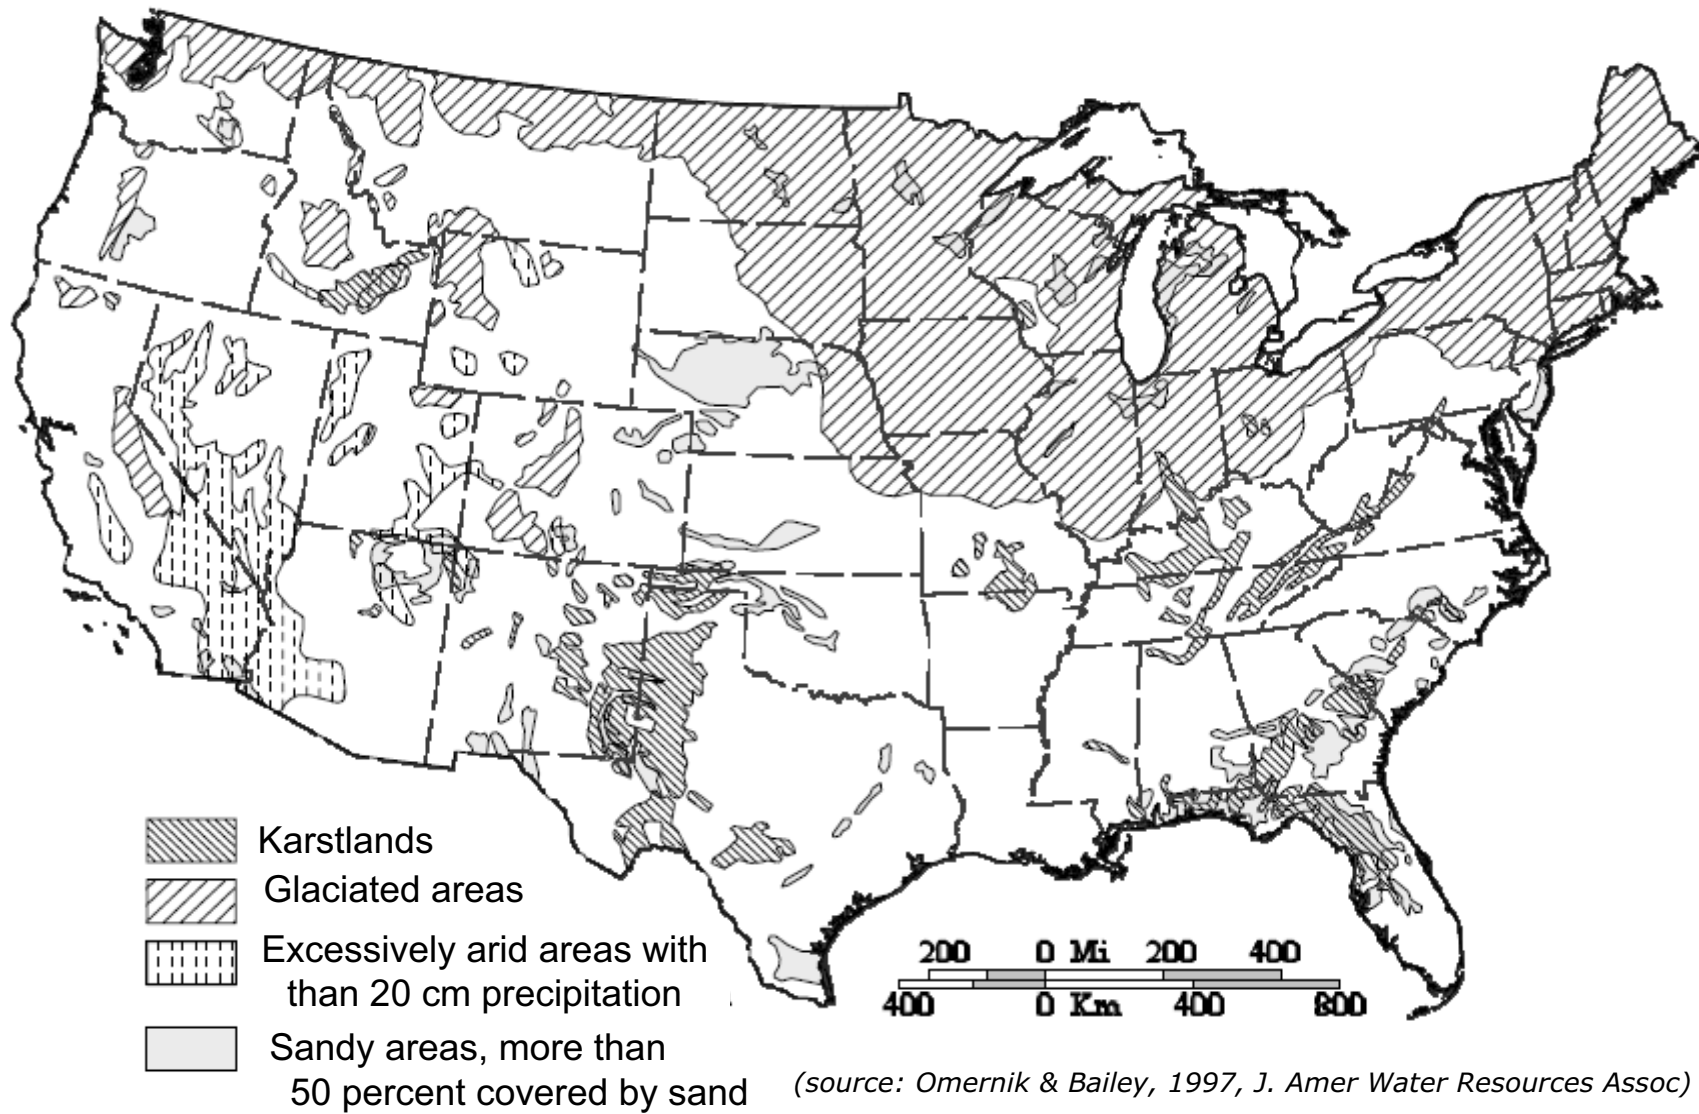 Karstlands
Glaciated areas
Excessively arid areas with
than 20 cm precipitation
Sandy areas, more than
50 percent covered by sand
200 0 Mi 200 400
400 0 Km 400 800
(source: Omernik & Bailey, 1997, J. Amer Water Resources Assoc)